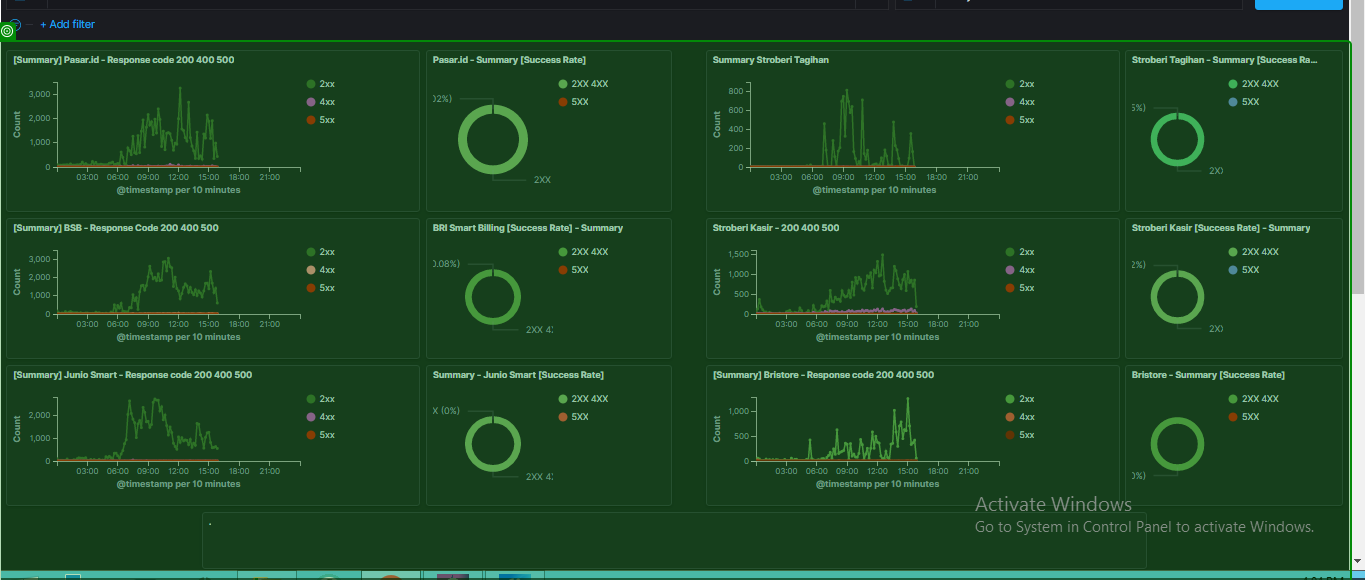 + Add filter
[Summary] Pasar.id - Response code 200 400 500
Count
3,000
2,000
1,000
0
03:00 06:00 09:00 12:00 15:00 18:00 21:00
@timestamp per 10 minutes
2xx
4xx
5xx
Pasar.id - Summary [Success Rate]
2XX 4XX
5XX
2XX
Summary Stroberi Tagihan
Count
800
600
400
200
0
03:00 06:00 09:00 12:00 15:00 18:00 21:00
@timestamp per 10 minutes
2xx
4xx
5xx
Stroberi Tagihan - Summary [Success Ra...
2XX 4XX
5XX
[Summary] BSB - Response Code 200 400 500
Count
3,000
2,000
1,000
0
03:00 06:00 09:00 12:00 15:00 18:00 21:00
@timestamp per 10 minutes
2xx
4xx
5xx
BRI Smart Billing [Success Rate] - Summary
0.08%)
2XX 4XX
5XX
Stroberi Kasir - 200 400 500
Count
1,500
1,000
500
0
03:00 06:00 09:00 12:00 15:00 18:00 21:00
@timestamp per 10 minutes
2xx
4xx
5xx
Stroberi Kasir [Success Rate] - Summary
2%)
2XX 4XX
5XX
[Summary] Junio Smart - Response code 200 400 500
Count
2,000
1,000
0
03:00 06:00 09:00 12:00 15:00 18:00 21:00
@timestamp per 10 minutes
2xx
4xx
5xx
Summary - Junio Smart [Success Rate]
X (0%)
2XX 4XX
5XX
[Summary] Bristore - Response code 200 400 500
Count
1,000
500
0
03:00 06:00 09:00 12:00 15:00 18:00 21:00
@timestamp per 10 minutes
2xx
4xx
5xx
Bristore - Summary [Success Rate]
2XX 4XX
5XX
Activate Windows
Go to System in Control Panel to activate Windows.